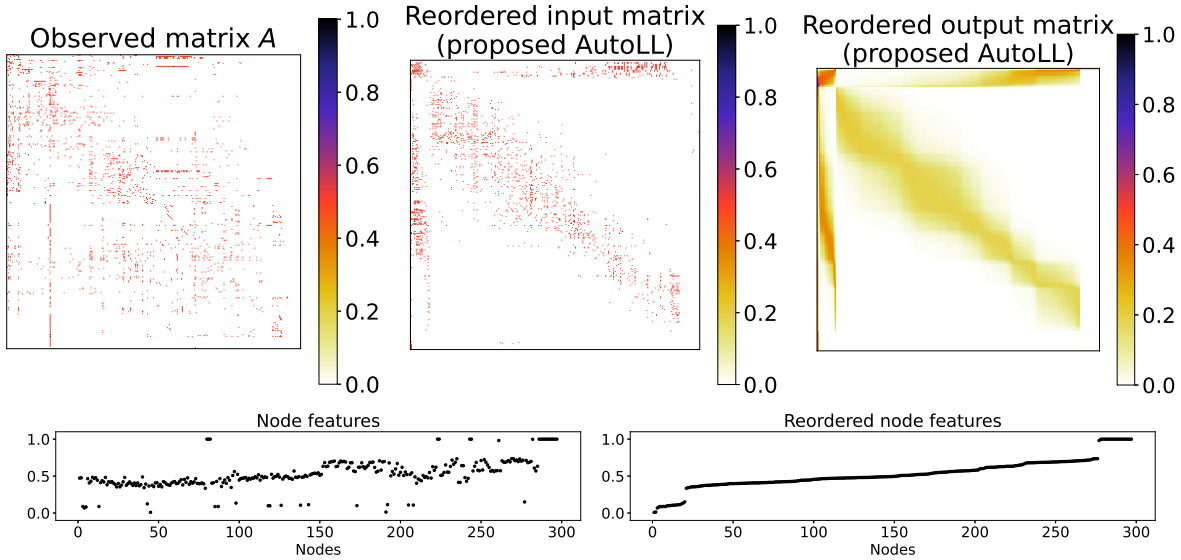 Observed matrix A
1.0
0.8
0.6
0.4
0.2
0.0
Reordered input matrix
(proposed AutoLL)
1.0
0.8
0.6
0.4
0.2
0.0
Reordered output matrix
(proposed AutoLL)
1.0
0.8
0.6
0.4
0.2
0.0
Node features
1.0
0.5
0.0
0 50 100 150 200 250 300
Nodes
Reordered node features
1.0
0.5
0.0
0 50 100 150 200 250 300
Nodes